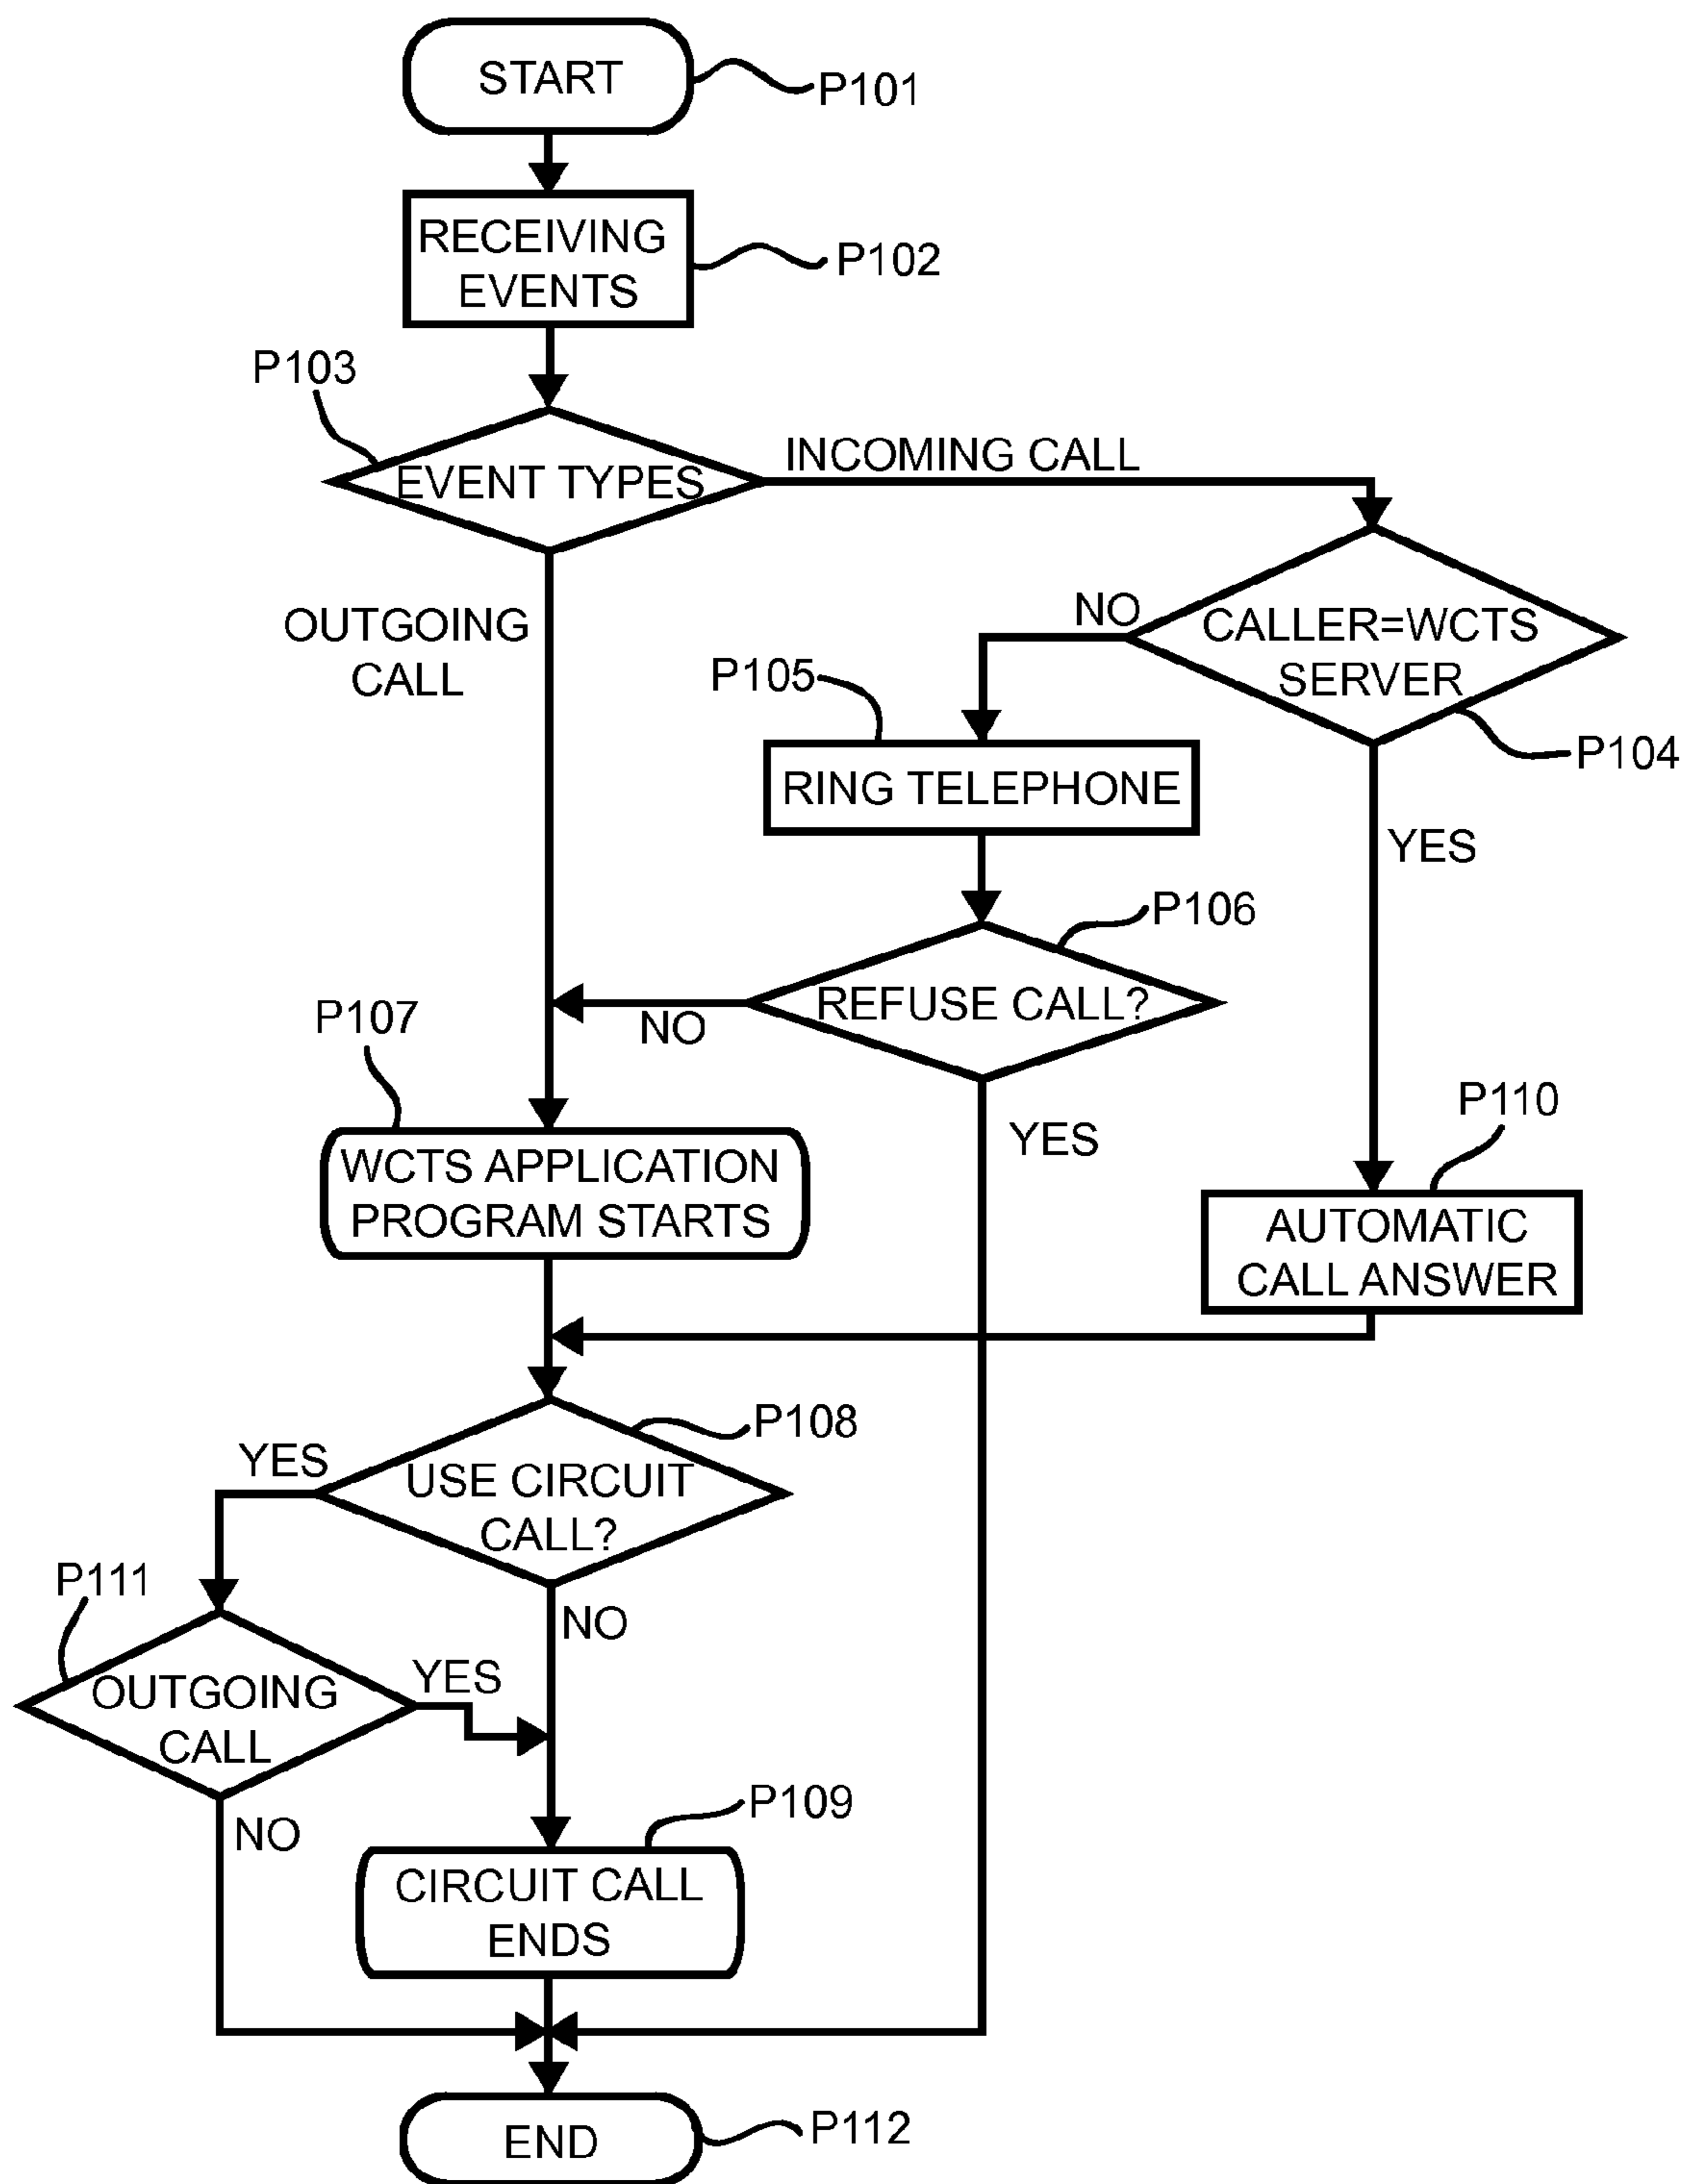 START
P101
RECEIVING
EVENTS
P102
P103
EVENT TYPES
INCOMING CALL
OUTGOING
CALL
NO
CALLER=WCTS
SERVER
P104
P105
RING TELEPHONE
YES
P106
REFUSE CALL?
NO
P107
YES
P110
WCTS APPLICATION
PROGRAM STARTS
AUTOMATIC
CALL ANSWER
P108
YES
USE CIRCUIT
CALL?
P111
NO
YES
OUTGOING
CALL
P109
NO
CIRCUIT CALL
ENDS
END
P112